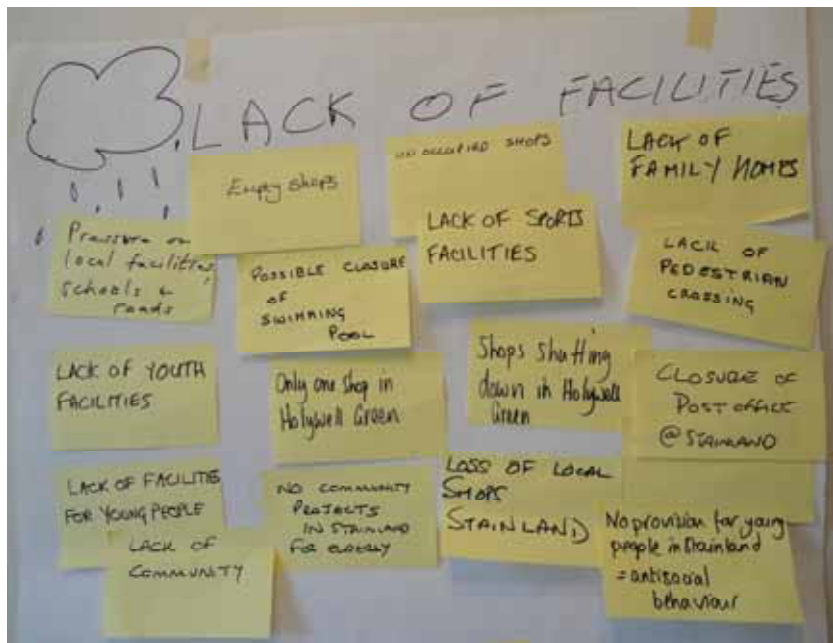 LACK OF FACILITIES
Empty shops
UNOCCUPIED SHOPS
LACK OF
FAMILY HOMES
Pressure on
local facilities,
schools &
roads
POSSIBLE CLOSURE
OF
SWIMMING
POOL
LACK OF SPORTS
FACILITIES
LACK OF
PEDESTRIAN
CROSSING
LACK OF YOUTH
FACILITIES
Only one shop in
Holywell Green
Shops shutting
down in Holywell
Green
CLOSURE OF
POST OFFICE
@ STAINLAND
LACK OF FACILITIES
FOR YOUNG PEOPLE
NO COMMUNITY
PROJECTS
IN STAINLAND
FOR ELDERLY
LOSS OF LOCAL
SHOPS
STAINLAND
No provision for young
people in Stainland
= antisocial
behaviour
LACK OF
COMMUNITY